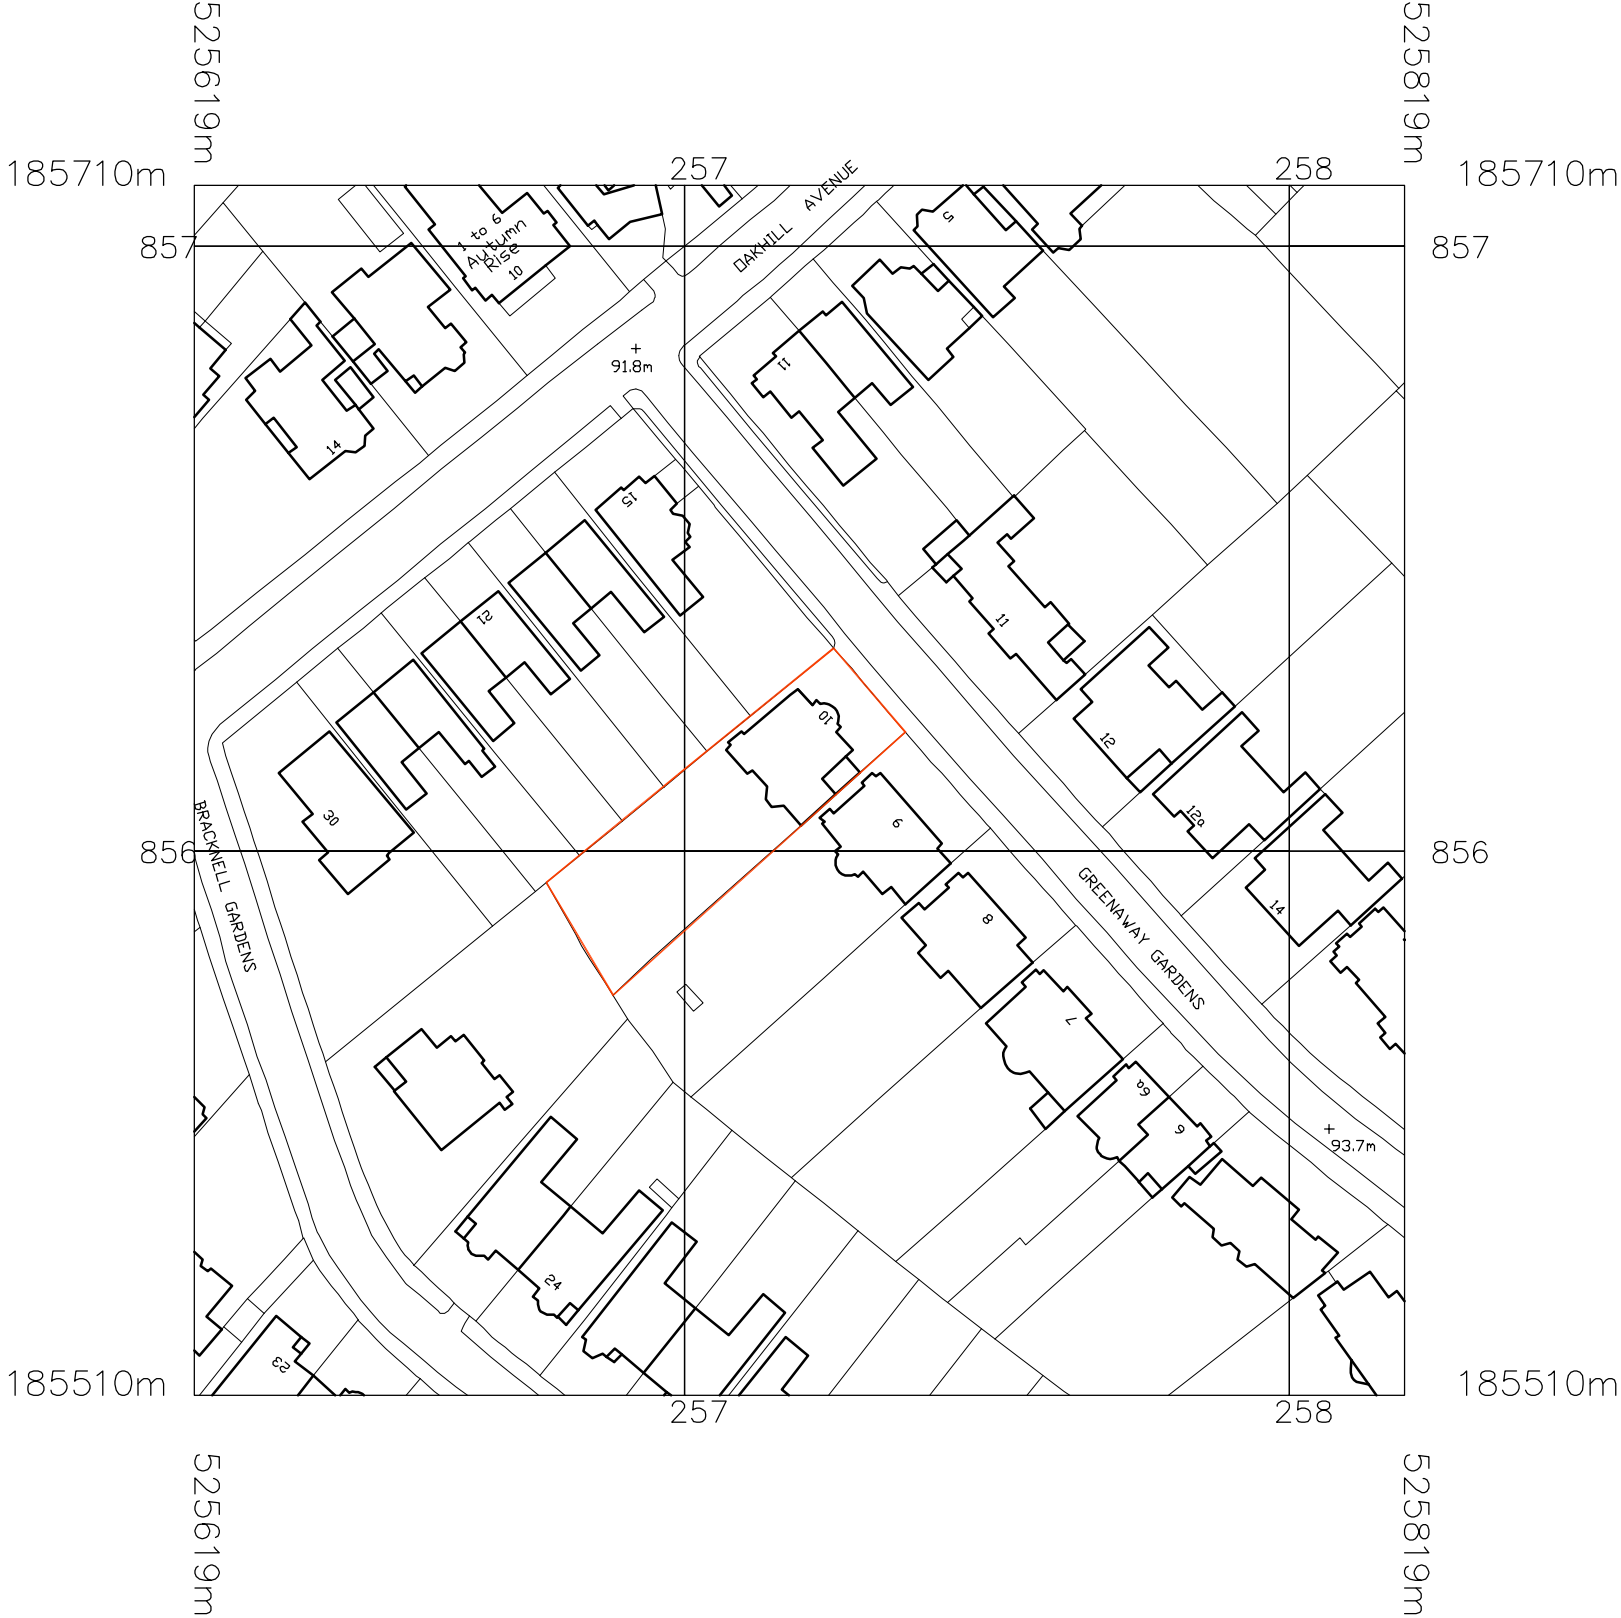 525619m
525819m
185710m
257
258
185710m
857
857
OAKHILL AVENUE
1 to 6
Autumn
Rise
10
5
91.8m
11
14
15
11
21
10
12
30
9
12a
856
856
BRACKNELL GARDENS
GREENAWAY GARDENS
14
8
7
6a
6
93.7m
24
23
185510m
257
258
185510m
525619m
525819m